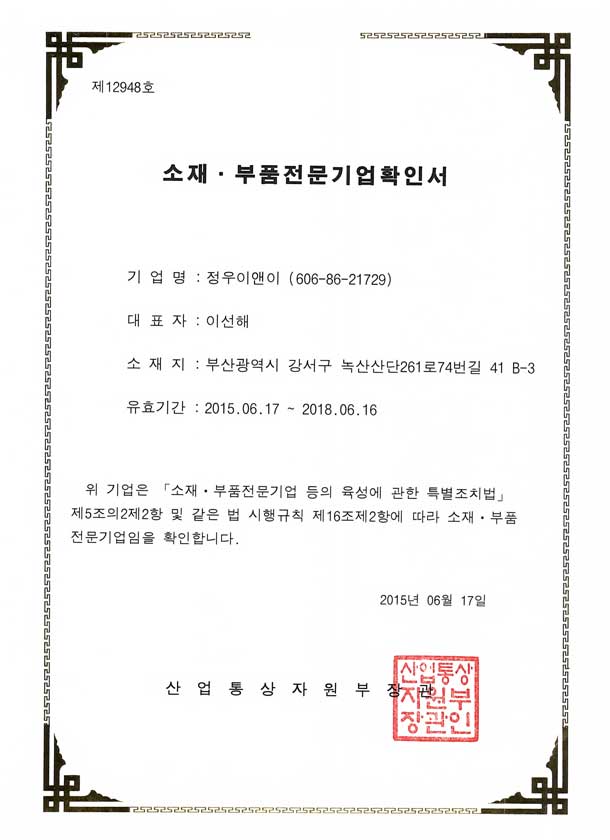 제12948호
소재·부품전문기업확인서
기 업 명 : 정우이앤이 (606-86-21729)
대 표 자 : 이선해
소 재 지 : 부산광역시 강서구 녹산산단261로74번길 41 B-3
유효기간 : 2015.06.17 ~ 2018.06.16
위 기업은 「소재·부품전문기업 등의 육성에 관한 특별조치법」
제5조의2제2항 및 같은 법 시행규칙 제16조제2항에 따라 소재·부품
전문기업임을 확인합니다.
2015년 06월 17일
산 업 통 상 자 원 부 장 관
산업통상
자원부
장관인